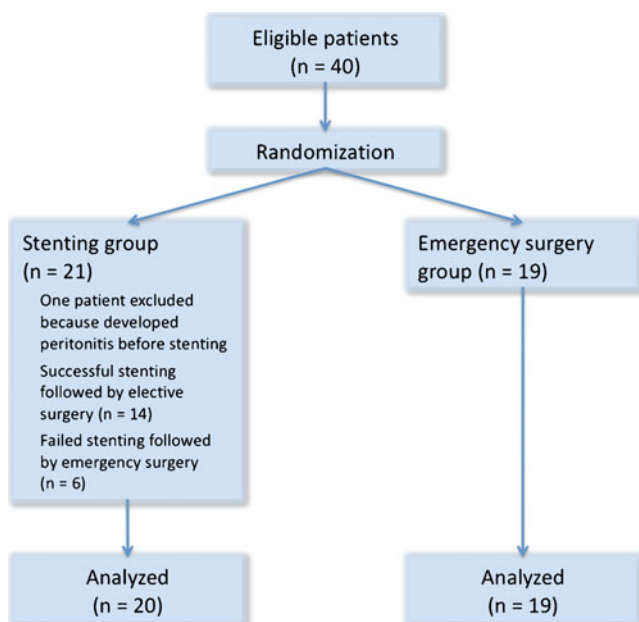 Eligible patients
(n = 40)
Randomization
Stenting group
(n = 21)
One patient excluded
because developed
peritonitis before stenting
Successful stenting
followed by elective
surgery (n = 14)
Failed stenting followed
by emergency surgery
(n = 6)
Emergency surgery
group (n = 19)
Analyzed
(n = 20)
Analyzed
(n = 19)